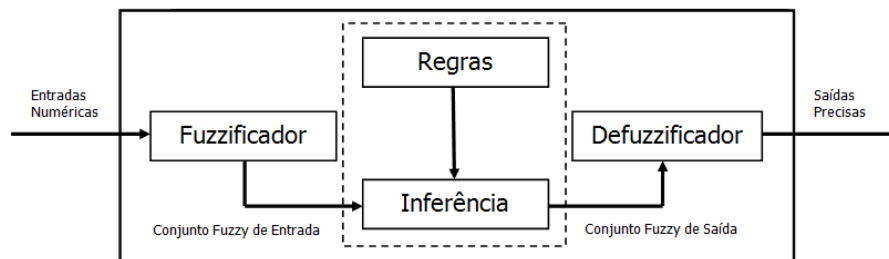 Regras
Entradas
Numéricas
Saídas
Precisas
Fuzzificador
Defuzzificador
Inferência
Conjunto Fuzzy de Entrada
Conjunto Fuzzy de Saída